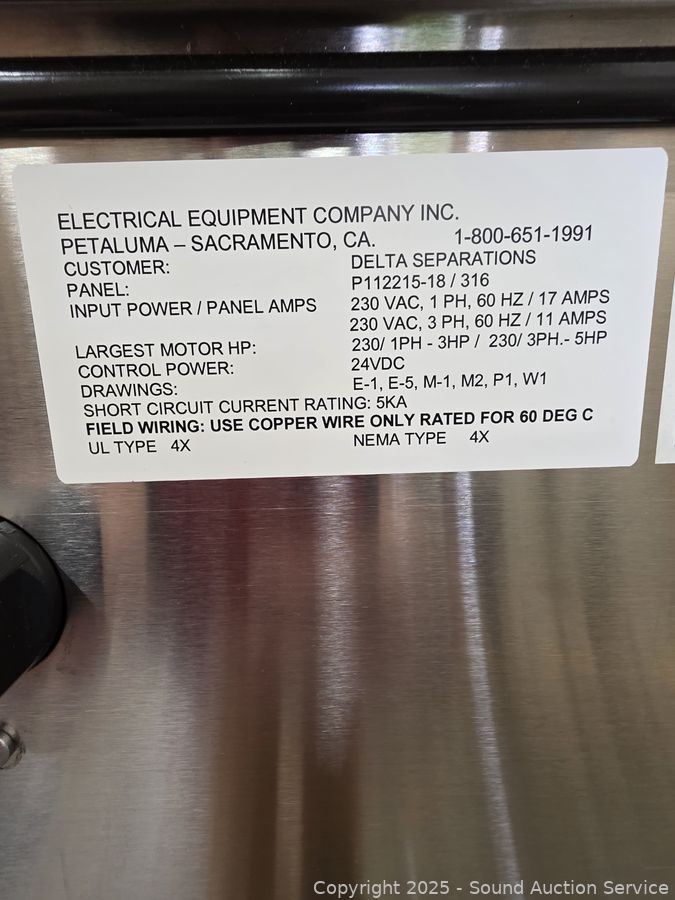 ELECTRICAL EQUIPMENT COMPANY INC.
PETALUMA – SACRAMENTO, CA. 1-800-651-1991
CUSTOMER: DELTA SEPARATIONS
PANEL: P112215-18 / 316
INPUT POWER / PANEL AMPS 230 VAC, 1 PH, 60 HZ / 17 AMPS
230 VAC, 3 PH, 60 HZ / 11 AMPS
LARGEST MOTOR HP: 230/ 1PH - 3HP / 230/ 3PH.- 5HP
CONTROL POWER: 24VDC
DRAWINGS: E-1, E-5, M-1, M2, P1, W1
SHORT CIRCUIT CURRENT RATING: 5KA
FIELD WIRING: USE COPPER WIRE ONLY RATED FOR 60 DEG C
UL TYPE 4X NEMA TYPE 4X
Copyright 2025 - Sound Auction Service